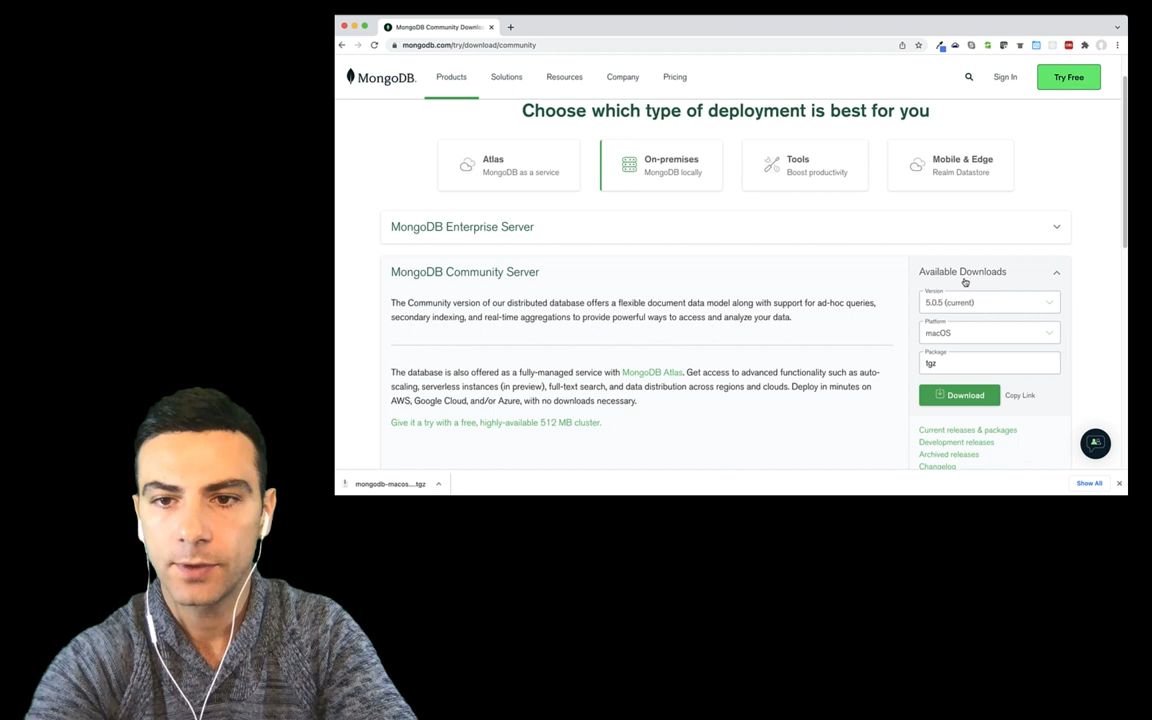 MongoDB Community Downlo
mongodb.com/try/download/community
MongoDB.
Products
Solutions
Resources
Company
Pricing
Sign In
Try Free
Choose which type of deployment is best for you
Atlas
MongoDB as a service
On-premises
MongoDB locally
Tools
Boost productivity
Mobile & Edge
Realm Datastore
MongoDB Enterprise Server
MongoDB Community Server
The Community version of our distributed database offers a flexible document data model along with support for ad-hoc queries,
secondary indexing, and real-time aggregations to provide powerful ways to access and analyze your data.
The database is also offered as a fully-managed service with MongoDB Atlas. Get access to advanced functionality such as auto-
scaling, serverless instances (in preview), full-text search, and data distribution across regions and clouds. Deploy in minutes on
AWS, Google Cloud, and/or Azure, with no downloads necessary.
Give it a try with a free, highly-available 512 MB cluster.
Available Downloads
Version
5.0.5 (current)
Platform
macOS
Package
tgz
Download
Copy Link
Current releases & packages
Development releases
Archived releases
Changelog
mongodb-macos....tgz
Show All